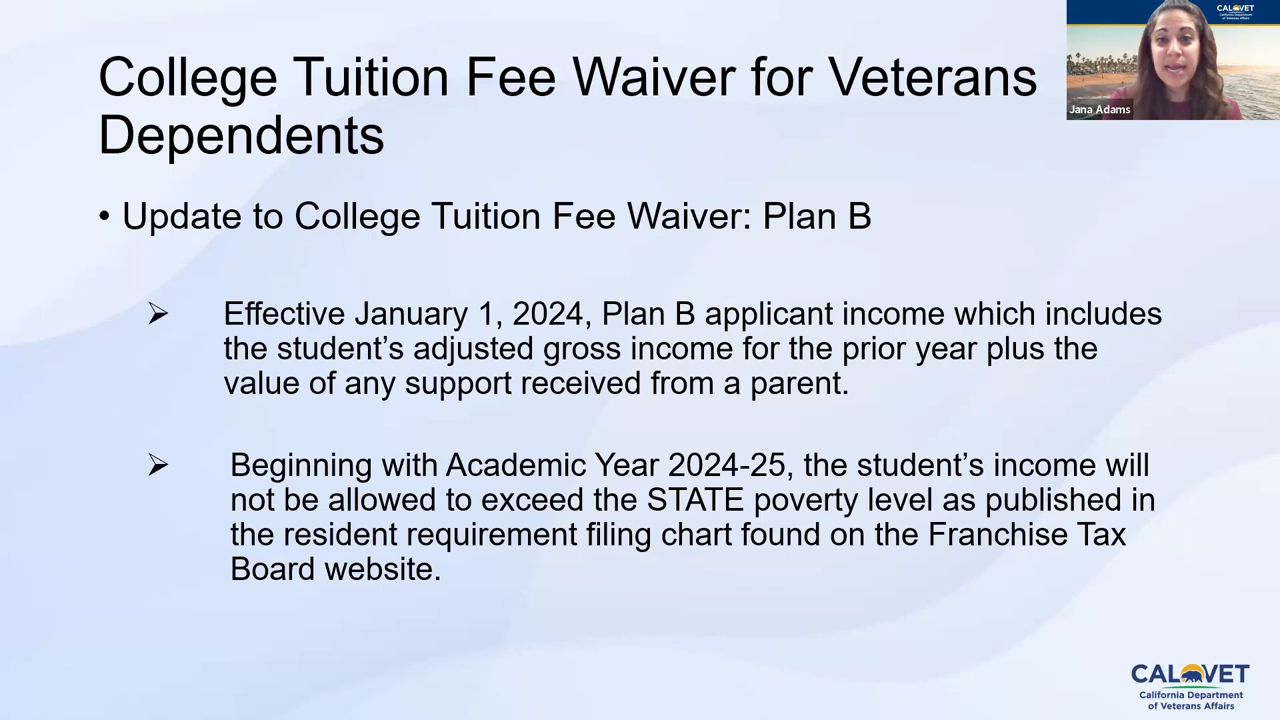 College Tuition Fee Waiver for Veterans
Dependents
• Update to College Tuition Fee Waiver: Plan B
➢ Effective January 1, 2024, Plan B applicant income which includes
the student’s adjusted gross income for the prior year plus the
value of any support received from a parent.
➢ Beginning with Academic Year 2024-25, the student’s income will
not be allowed to exceed the STATE poverty level as published in
the resident requirement filing chart found on the Franchise Tax
Board website.
CALVET
California Department
of Veterans Affairs
Jana Adams
CALVET
California Department
of Veterans Affairs